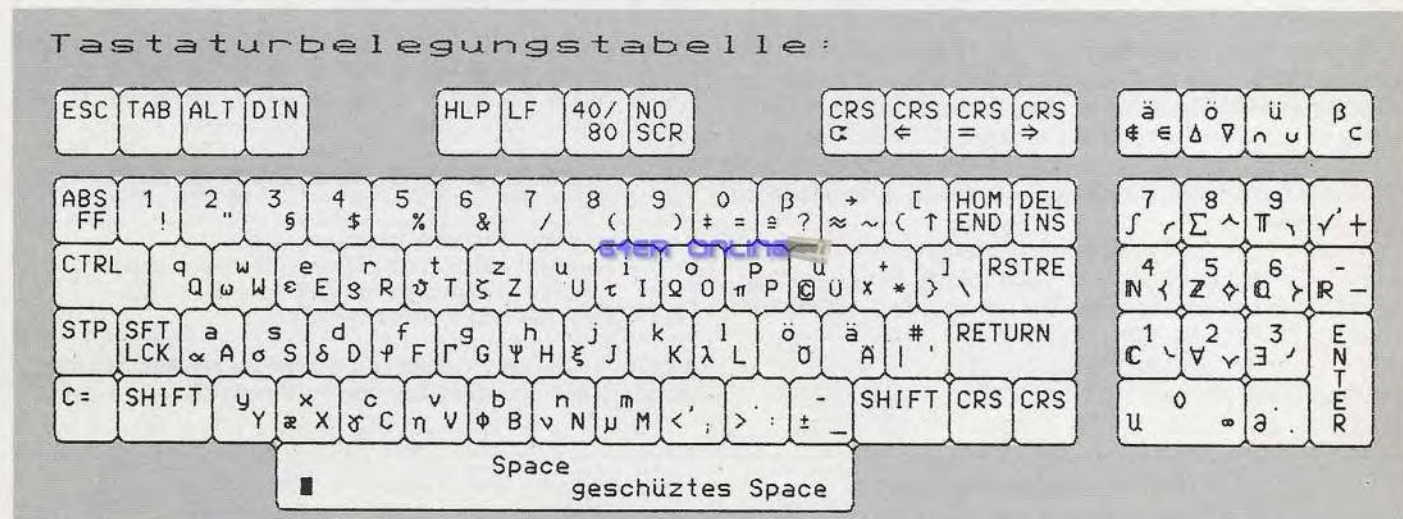 Tastaturbelegungstabelle:
ESC TAB ALT DIN HLP LF 40/ NO CRS CRS CRS CRS ä ö ü β
80 SCR ⇐ = ⇒ ∉ ∈ Δ ∇ ∩ ∪ ⊂
ABS 1 2 3 4 5 6 7 8 9 0 β → [ HOM DEL 7 8 9
FF ! " § $ % & / ( ) ‡ = ≘ ? ≈ ~ { ↑ END INS ∫ ╭ Σ ^ π ╮ √ +
64ER ONLINE
CTRL q w e r t z u i o p ü + ] RSTRE 4 5 6 -
Q ω W ε E R ϑ T ζ Z U τ I Ω O π P © Ü x * } \ ℕ { ℤ ◇ ℚ } ℝ -
STP SFT a s d f g h j k l ö ä # RETURN 1 2 3 ENTER
LCK α A σ S δ D φ F Γ G Ψ H ξ J K λ L Ö Ä | ' ℂ ∀ ∃
C= SHIFT y x c v b n m , . - SHIFT CRS CRS 0
Y æ X γ C η V Φ B ν N μ M < ; > : ± _ ∞ ∂ .
Space
geschüztes Space